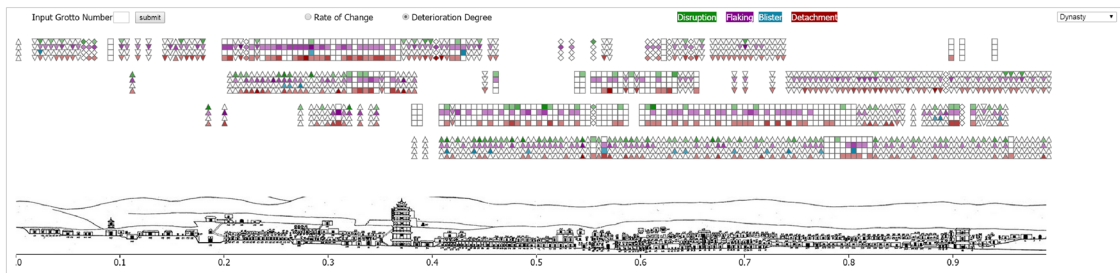 Input Grotto Number submit Rate of Change Deterioration Degree Disruption Flaking Blister Detachment Dynasty
.0 0.1 0.2 0.3 0.4 0.5 0.6 0.7 0.8 0.9